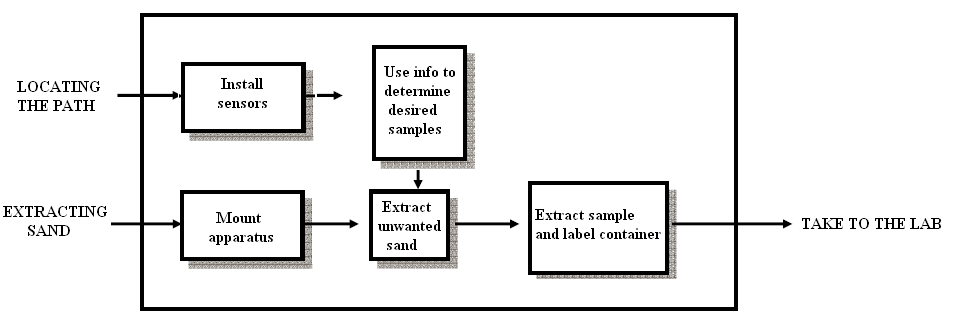 LOCATING
THE PATH
Install
sensors
Use info to
determine
desired
samples
EXTRACTING
SAND
Mount
apparatus
Extract
unwanted
sand
Extract sample
and label container
TAKE TO THE LAB